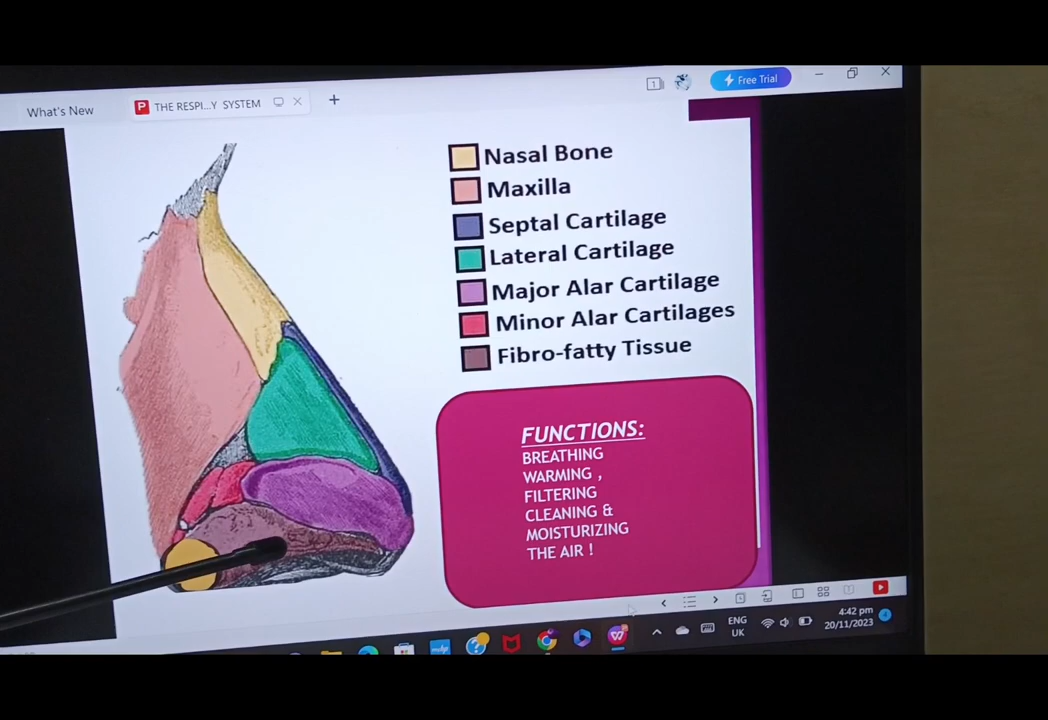 What's New
THE RESPI...Y SYSTEM
1
Free Trial
Nasal Bone
Maxilla
Septal Cartilage
Lateral Cartilage
Major Alar Cartilage
Minor Alar Cartilages
Fibro-fatty Tissue
FUNCTIONS:
BREATHING
WARMING ,
FILTERING
CLEANING &
MOISTURIZING
THE AIR !
ENG
UK
4:42 pm
20/11/2023